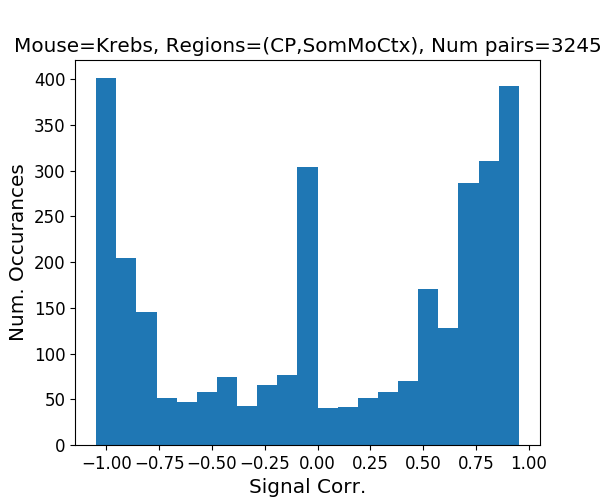 Mouse=Krebs, Regions=(CP,SomMoCtx), Num pairs=3245
400
350
300
250
200
150
100
50
0
Num. Occurances
−1.00 −0.75 −0.50 −0.25 0.00 0.25 0.50 0.75 1.00
Signal Corr.